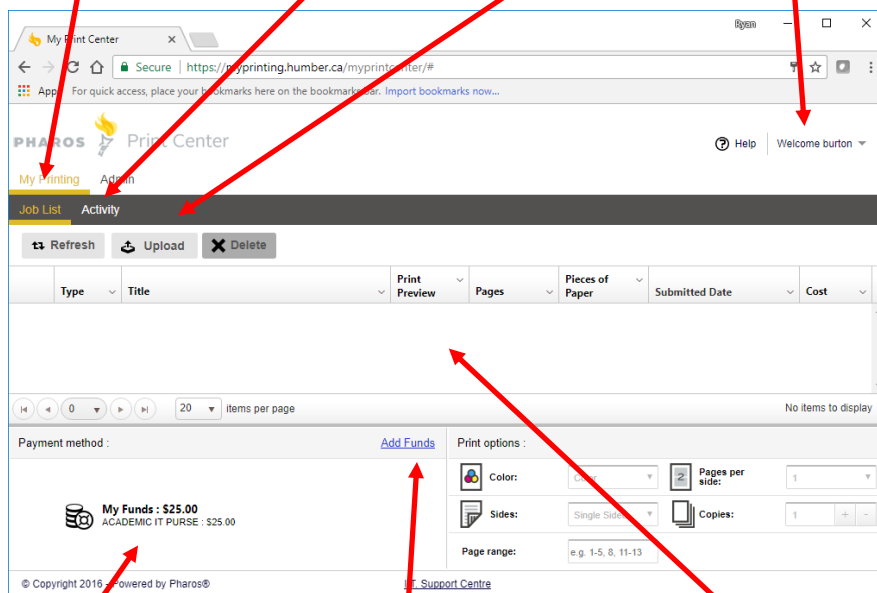 Ryan
My Print Center
Secure | https://myprinting.humber.ca/myprintcenter/#
Apps For quick access, place your bookmarks here on the bookmarks bar. Import bookmarks now...
PHAROS Print Center
Help Welcome burton
My Printing Admin
Job List Activity
Refresh Upload Delete
Type Title Print Preview Pages Pieces of Paper Submitted Date Cost
0 20 items per page No items to display
Payment method : Add Funds Print options :
Color: Color 2 Pages per side: 1
My Funds : $25.00
ACADEMIC IT PURSE : $25.00
Sides: Single Sided Copies: 1 + -
Page range: e.g. 1-5, 8, 11-13
© Copyright 2016 - Powered by Pharos® I.T. Support Centre